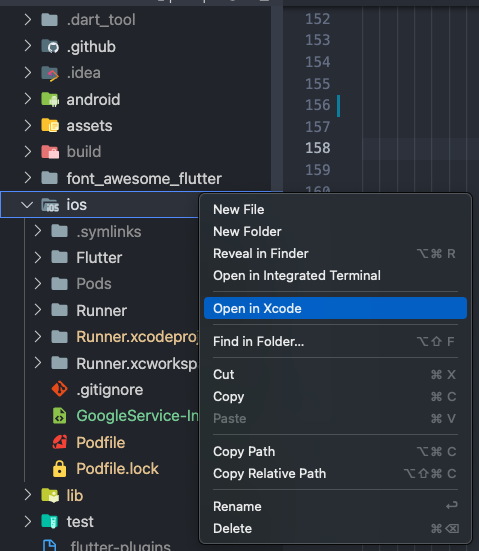 .dart_tool
.github
.idea
android
assets
build
font_awesome_flutter
ios
.symlinks
Flutter
Pods
Runner
Runner.xcodeproj
Runner.xcworksp
.gitignore
GoogleService-In
Podfile
Podfile.lock
lib
test
.flutter-plugins
152
153
154
155
156
157
158
159
160
New File
New Folder
Reveal in Finder ⌥⌘ R
Open in Integrated Terminal
Open in Xcode
Find in Folder... ⌥⇧ F
Cut ⌘ X
Copy ⌘ C
Paste ⌘ V
Copy Path ⌥⌘ C
Copy Relative Path ⌥⇧⌘ C
Rename ↩
Delete ⌘⌫